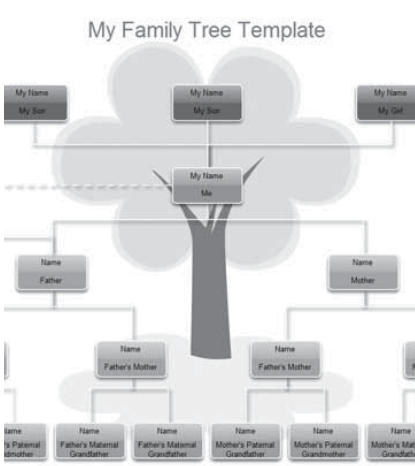 My Family Tree Template
My Name
My Son
My Name
My Son
My Name
My Girl
My Name
Me
Name
Father
Name
Mother
Name
Father's Mother
Name
Father's Mother
Name
Name
Father's Maternal
Grandfather
Name
Father's Maternal
Grandfather
Name
Mother's Paternal
Grandfather
Name
Mother's Paternal
Grandmother
Name